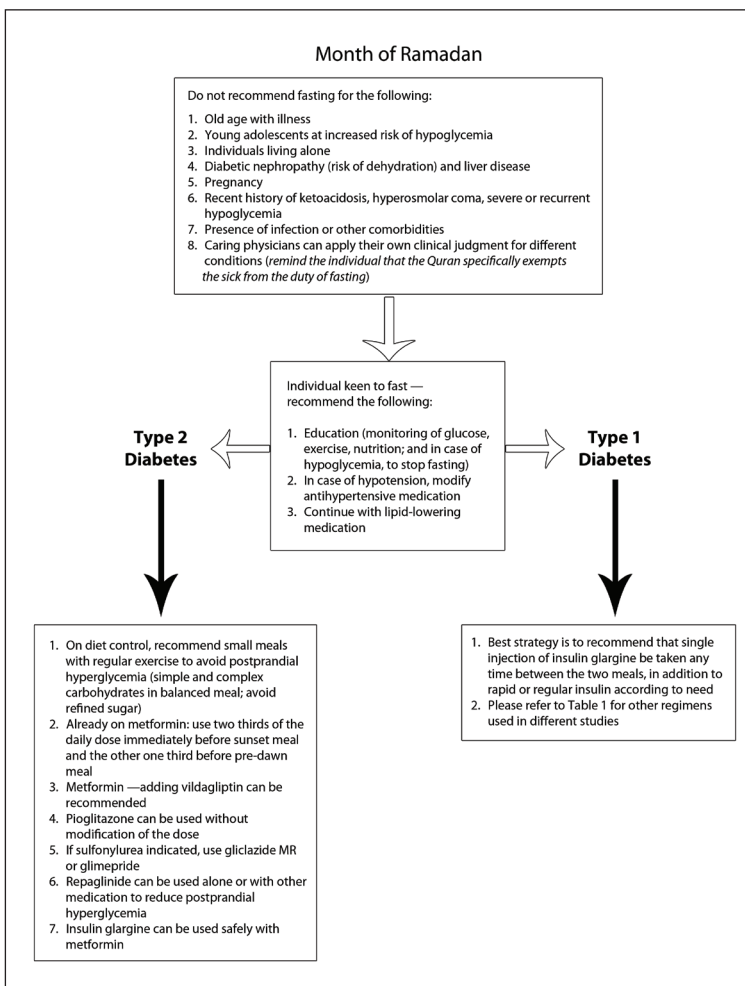 Month of Ramadan
Do not recommend fasting for the following:
1. Old age with illness
2. Young adolescents at increased risk of hypoglycemia
3. Individuals living alone
4. Diabetic nephropathy (risk of dehydration) and liver disease
5. Pregnancy
6. Recent history of ketoacidosis, hyperosmolar coma, severe or recurrent
hypoglycemia
7. Presence of infection or other comorbidities
8. Caring physicians can apply their own clinical judgment for different
conditions (remind the individual that the Quran specifically exempts
the sick from the duty of fasting)
Individual keen to fast —
recommend the following:
1. Education (monitoring of glucose,
exercise, nutrition; and in case of
hypoglycemia, to stop fasting)
2. In case of hypotension, modify
antihypertensive medication
3. Continue with lipid-lowering
medication
Type 2
Diabetes
Type 1
Diabetes
1. On diet control, recommend small meals
with regular exercise to avoid postprandial
hyperglycemia (simple and complex
carbohydrates in balanced meal; avoid
refined sugar)
2. Already on metformin: use two thirds of the
daily dose immediately before sunset meal
and the other one third before pre-dawn
meal
3. Metformin —adding vildagliptin can be
recommended
4. Pioglitazone can be used without
modification of the dose
5. If sulfonylurea indicated, use gliclazide MR
or glimepride
6. Repaglinide can be used alone or with other
medication to reduce postprandial
hyperglycemia
7. Insulin glargine can be used safely with
metformin
1. Best strategy is to recommend that single
injection of insulin glargine be taken any
time between the two meals, in addition to
rapid or regular insulin according to need
2. Please refer to Table 1 for other regimens
used in different studies